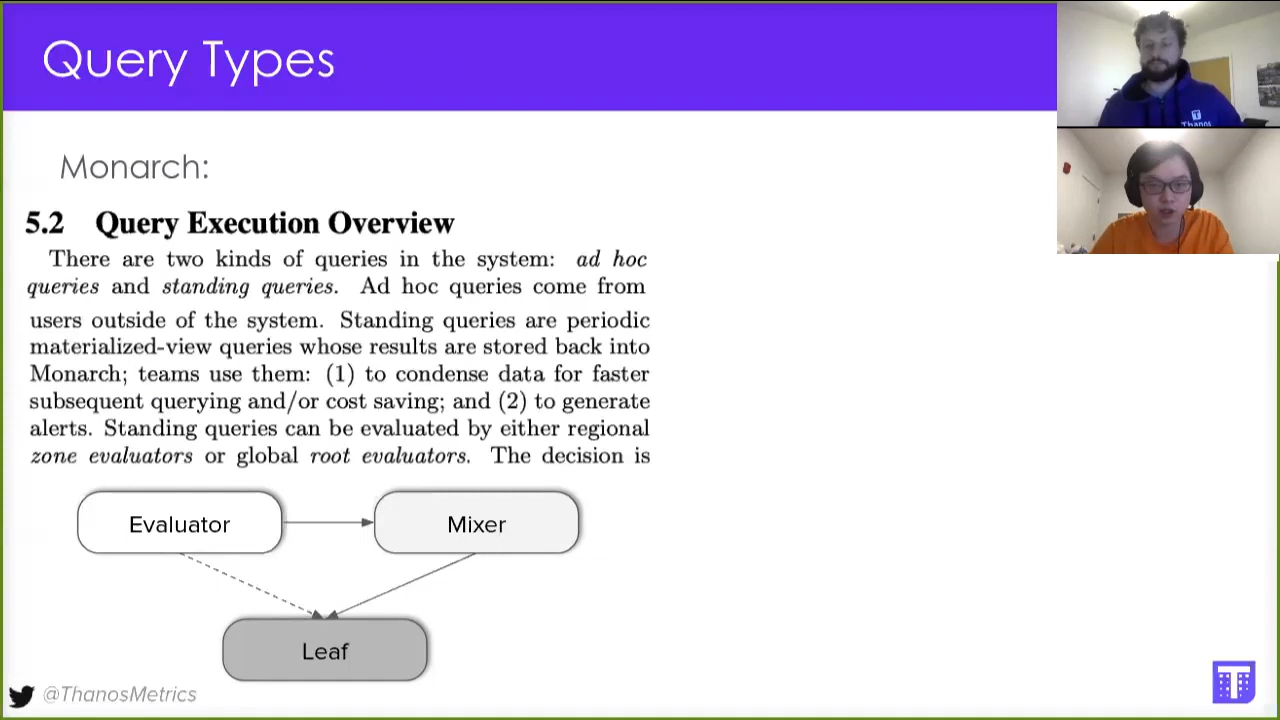 Query Types
Monarch:
5.2 Query Execution Overview
There are two kinds of queries in the system: ad hoc
queries and standing queries. Ad hoc queries come from
users outside of the system. Standing queries are periodic
materialized-view queries whose results are stored back into
Monarch; teams use them: (1) to condense data for faster
subsequent querying and/or cost saving; and (2) to generate
alerts. Standing queries can be evaluated by either regional
zone evaluators or global root evaluators. The decision is
Evaluator
Mixer
Leaf
@ThanosMetrics
T
Thanos